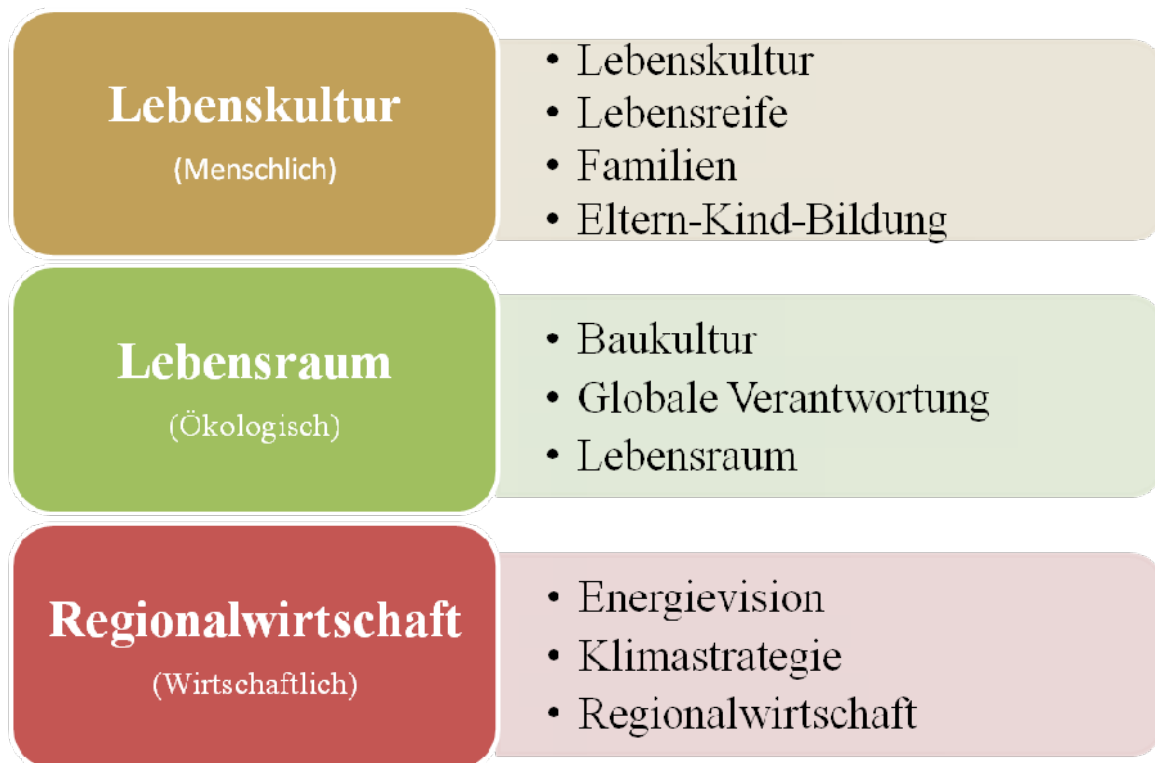 Lebenskultur
(Menschlich)
• Lebenskultur
• Lebensreife
• Familien
• Eltern-Kind-Bildung
Lebensraum
(Ökologisch)
• Baukultur
• Globale Verantwortung
• Lebensraum
Regionalwirtschaft
(Wirtschaftlich)
• Energievision
• Klimastrategie
• Regionalwirtschaft